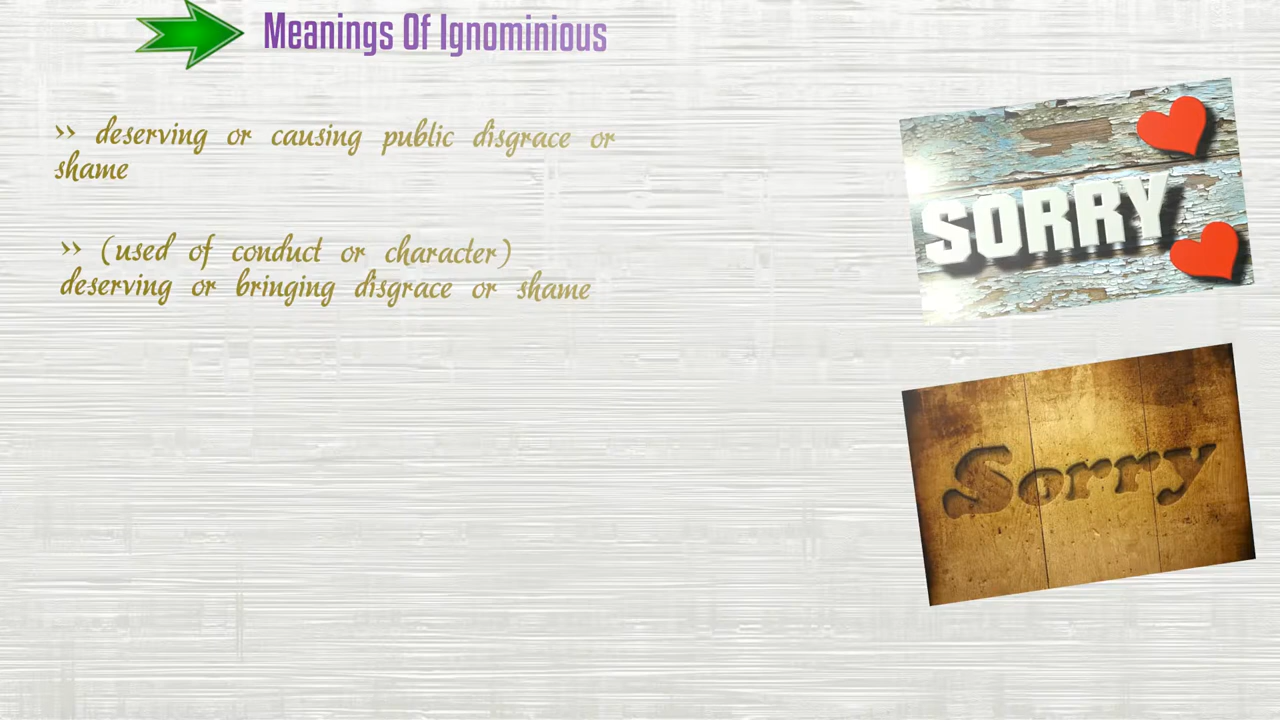 Meanings Of Ignominious
>> deserving or causing public disgrace or
shame
>> (used of conduct or character)
deserving or bringing disgrace or shame
SORRY
Sorry